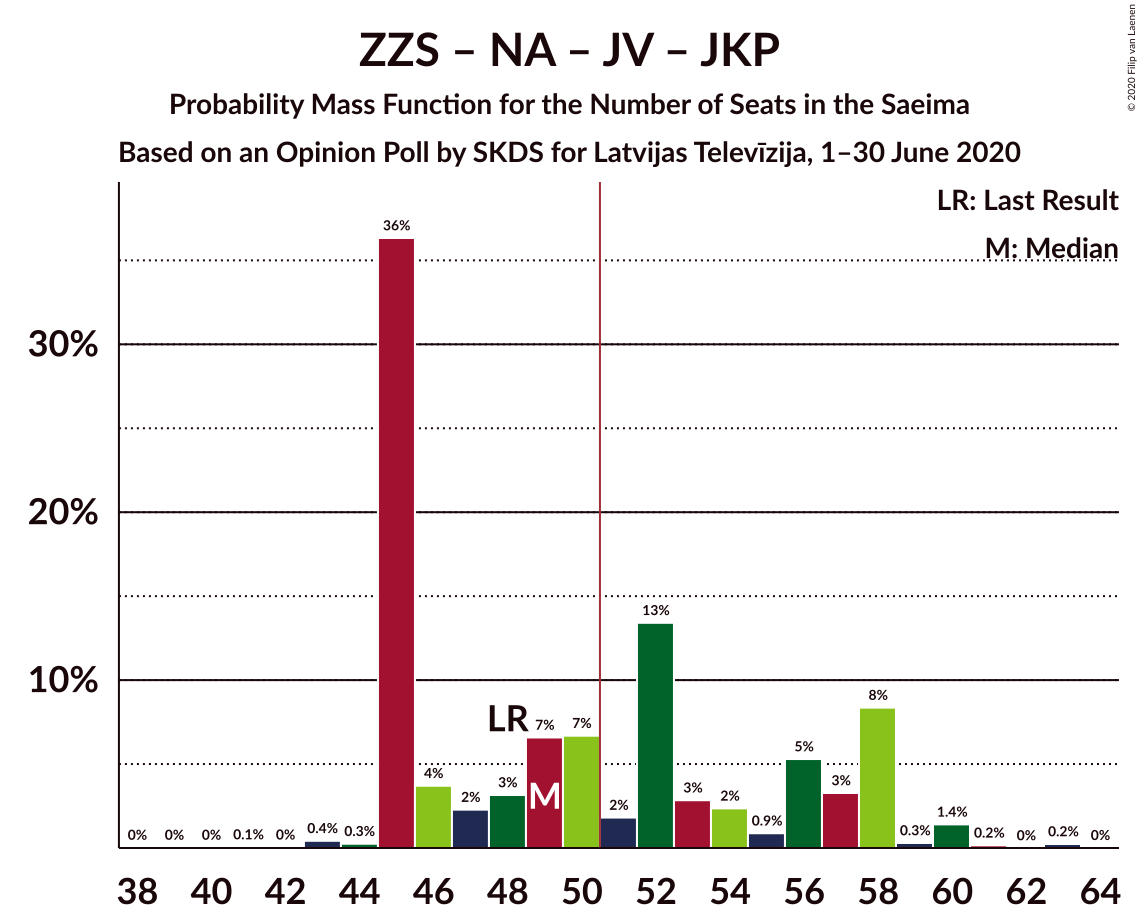 ZZS – NA – JV – JKP
Probability Mass Function for the Number of Seats in the Saeima
Based on an Opinion Poll by SKDS for Latvijas Televīzija, 1–30 June 2020
© 2020 Filip van Laenen
LR: Last Result
M: Median
30%
20%
10%
0% 0% 0% 0.1% 0% 0.4% 0.3% 36% 4% 2% 3% 7% 7% 2% 13% 3% 2% 0.9% 5% 3% 8% 0.3% 1.4% 0.2% 0% 0.2% 0%
LR
M
38 40 42 44 46 48 50 52 54 56 58 60 62 64